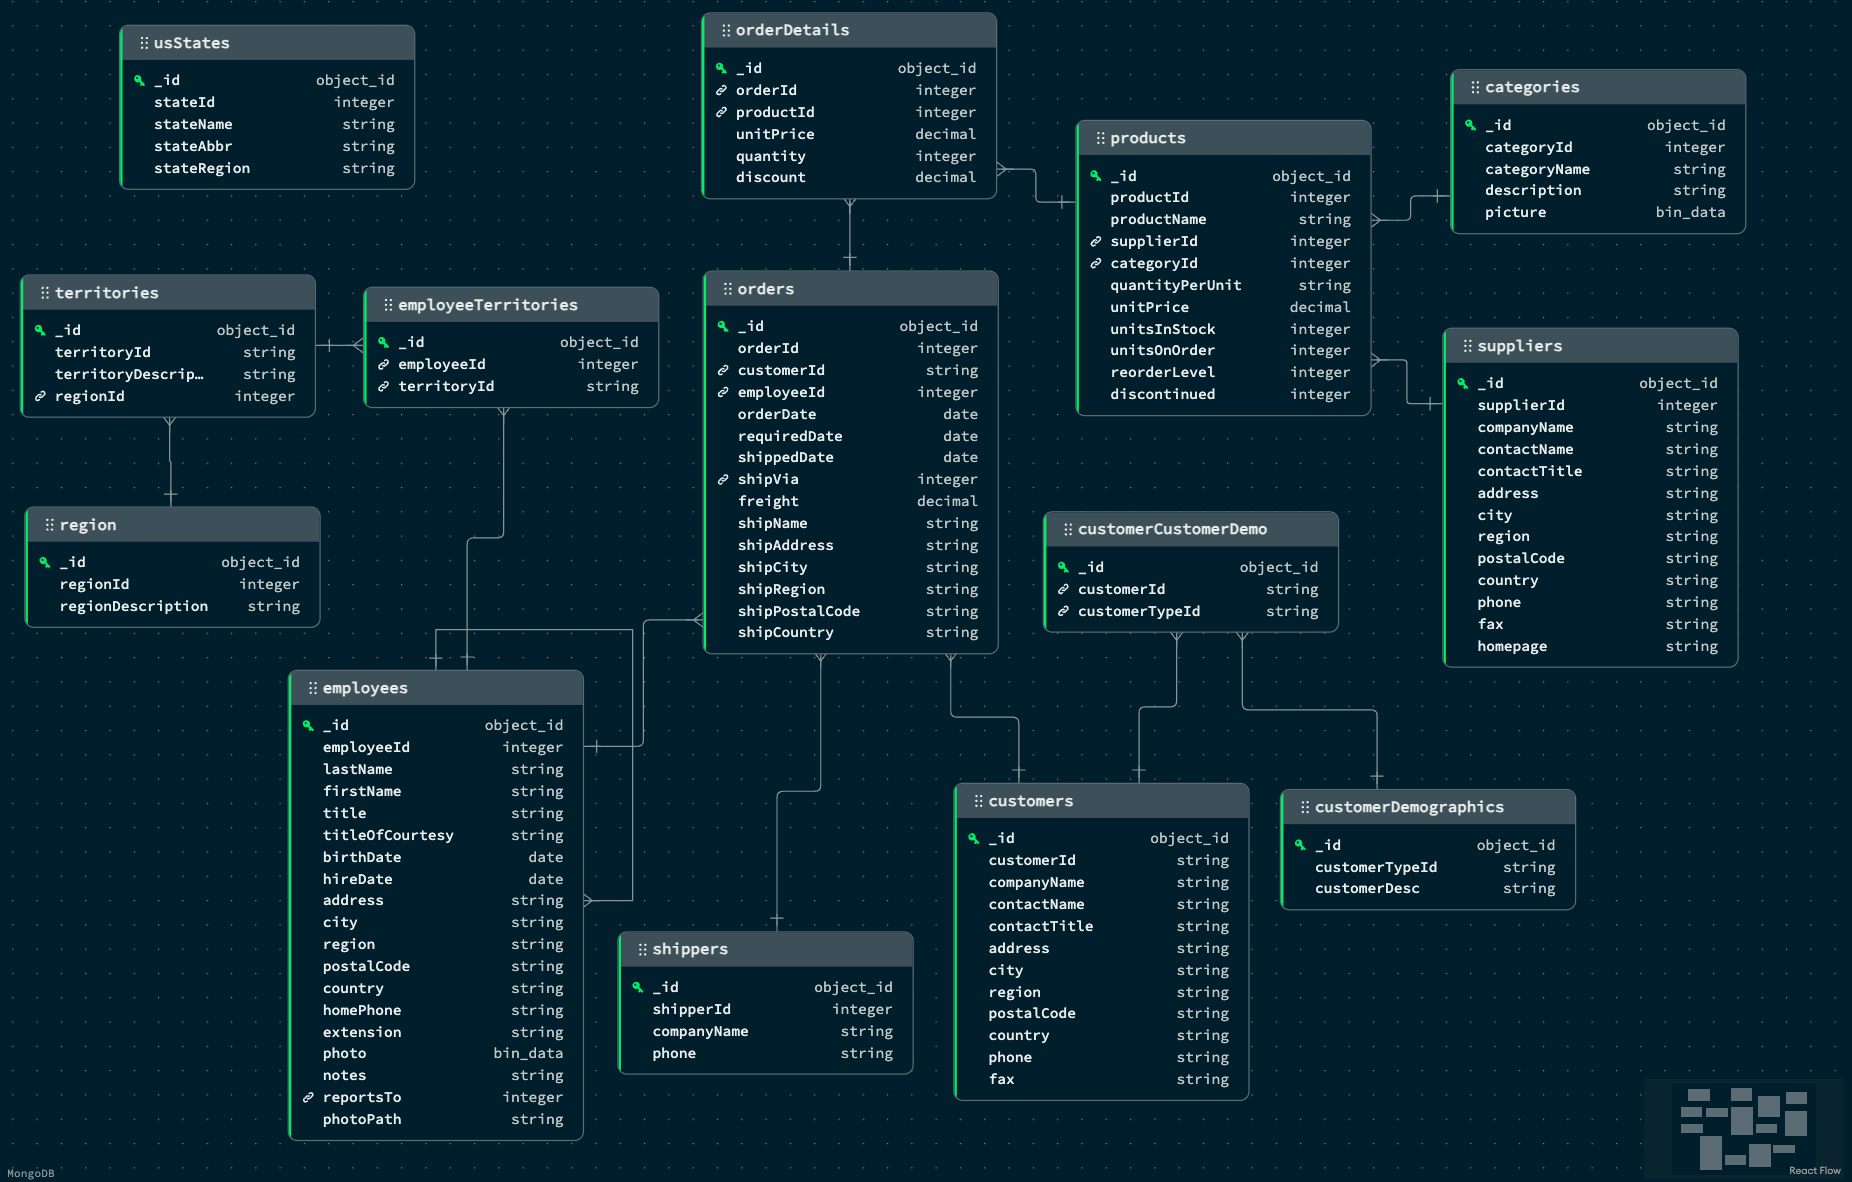 usStates
_id object_id
stateId integer
stateName string
stateAbbr string
stateRegion string
orderDetails
_id object_id
orderId integer
productId integer
unitPrice decimal
quantity integer
discount decimal
products
_id object_id
productId integer
productName string
supplierId integer
categoryId integer
quantityPerUnit string
unitPrice decimal
unitsInStock integer
unitsOnOrder integer
reorderLevel integer
discontinued integer
categories
_id object_id
categoryId integer
categoryName string
description string
picture bin_data
territories
_id object_id
territoryId string
territoryDescrip… string
regionId integer
employeeTerritories
_id object_id
employeeId integer
territoryId string
orders
_id object_id
orderId integer
customerId string
employeeId integer
orderDate date
requiredDate date
shippedDate date
shipVia integer
freight decimal
shipName string
shipAddress string
shipCity string
shipRegion string
shipPostalCode string
shipCountry string
suppliers
_id object_id
supplierId integer
companyName string
contactName string
contactTitle string
address string
city string
region string
postalCode string
country string
phone string
fax string
homepage string
region
_id object_id
regionId integer
regionDescription string
customerCustomerDemo
_id object_id
customerId string
customerTypeId string
employees
_id object_id
employeeId integer
lastName string
firstName string
title string
titleOfCourtesy string
birthDate date
hireDate date
address string
city string
region string
postalCode string
country string
homePhone string
extension string
photo bin_data
notes string
reportsTo integer
photoPath string
shippers
_id object_id
shipperId integer
companyName string
phone string
customers
_id object_id
customerId string
companyName string
contactName string
contactTitle string
address string
city string
region string
postalCode string
country string
phone string
fax string
customerDemographics
_id object_id
customerTypeId string
customerDesc string
MongoDB
React Flow